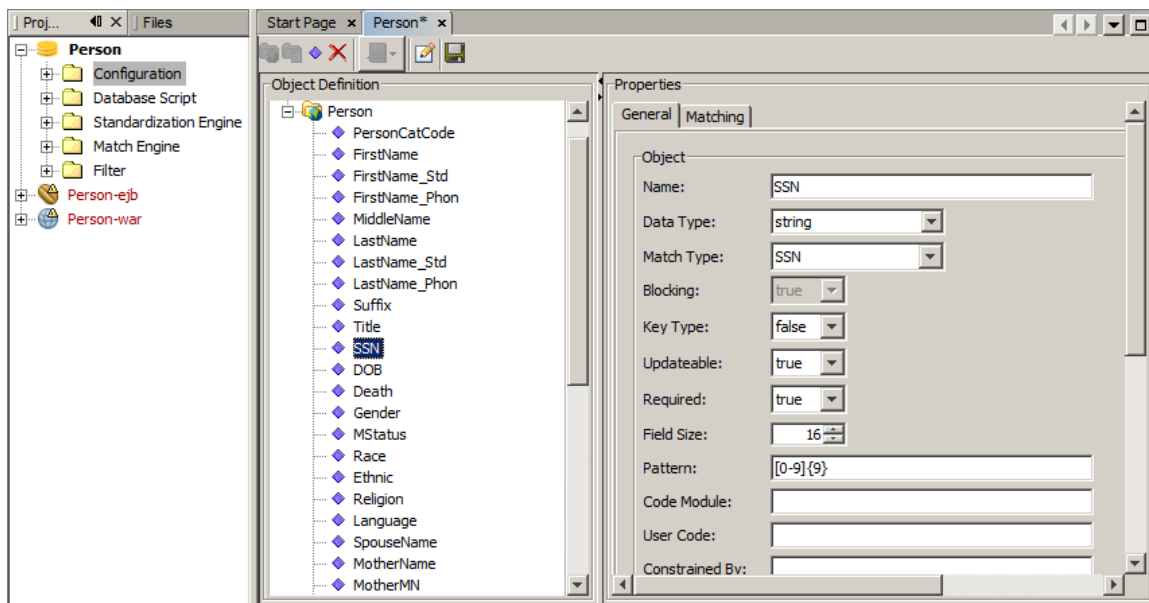 Proj...
Files
Start Page
Person*
Person
Configuration
Database Script
Standardization Engine
Match Engine
Filter
Person-ejb
Person-war
Object Definition
Person
PersonCatCode
FirstName
FirstName_Std
FirstName_Phon
MiddleName
LastName
LastName_Std
LastName_Phon
Suffix
Title
SSN
DOB
Death
Gender
MStatus
Race
Ethnic
Religion
Language
SpouseName
MotherName
MotherMN
Properties
General
Matching
Object
Name: SSN
Data Type: string
Match Type: SSN
Blocking: true
Key Type: false
Updateable: true
Required: true
Field Size: 16
Pattern: [0-9]{9}
Code Module:
User Code:
Constrained By: